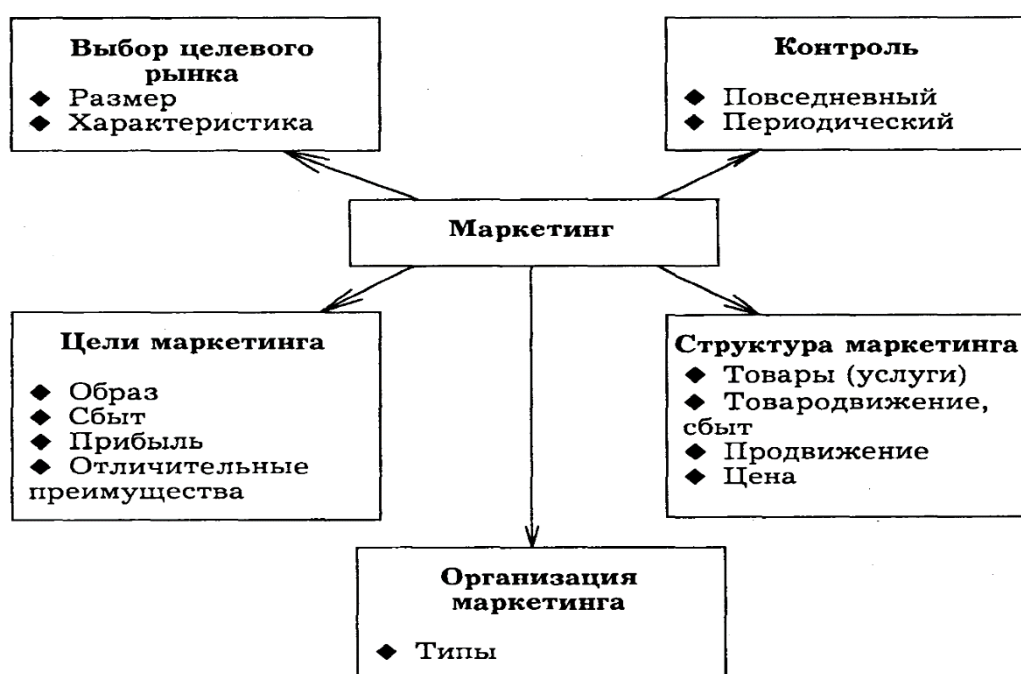 Выбор целевого
рынка
◆ Размер
◆ Характеристика
Контроль
◆ Повседневный
◆ Периодический
Маркетинг
Цели маркетинга
◆ Образ
◆ Сбыт
◆ Прибыль
◆ Отличительные
преимущества
Структура маркетинга
◆ Товары (услуги)
◆ Товародвижение,
сбыт
◆ Продвижение
◆ Цена
Организация
маркетинга
◆ Типы